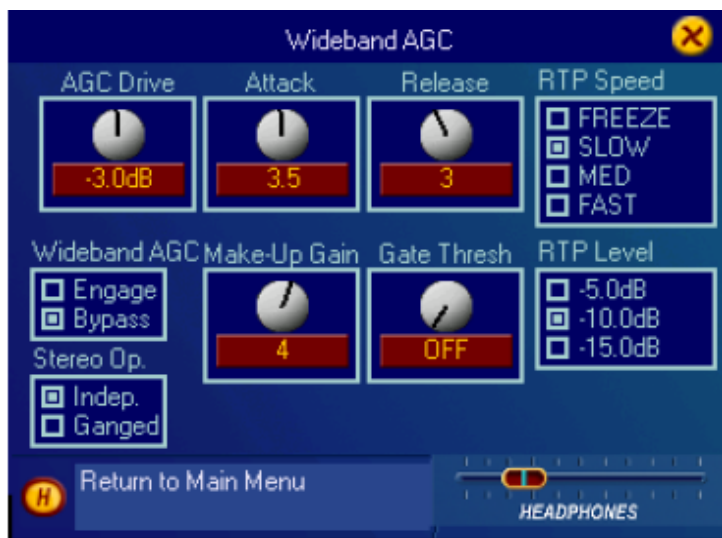 Wideband AGC
AGC Drive Attack Release RTP Speed
FREEZE
SLOW
MED
FAST
-3.0dB 3.5 3
Wideband AGC Make-Up Gain Gate Thresh RTP Level
Engage
Bypass
-5.0dB
-10.0dB
-15.0dB
4 OFF
Stereo Op.
Indep.
Ganged
H Return to Main Menu
HEADPHONES